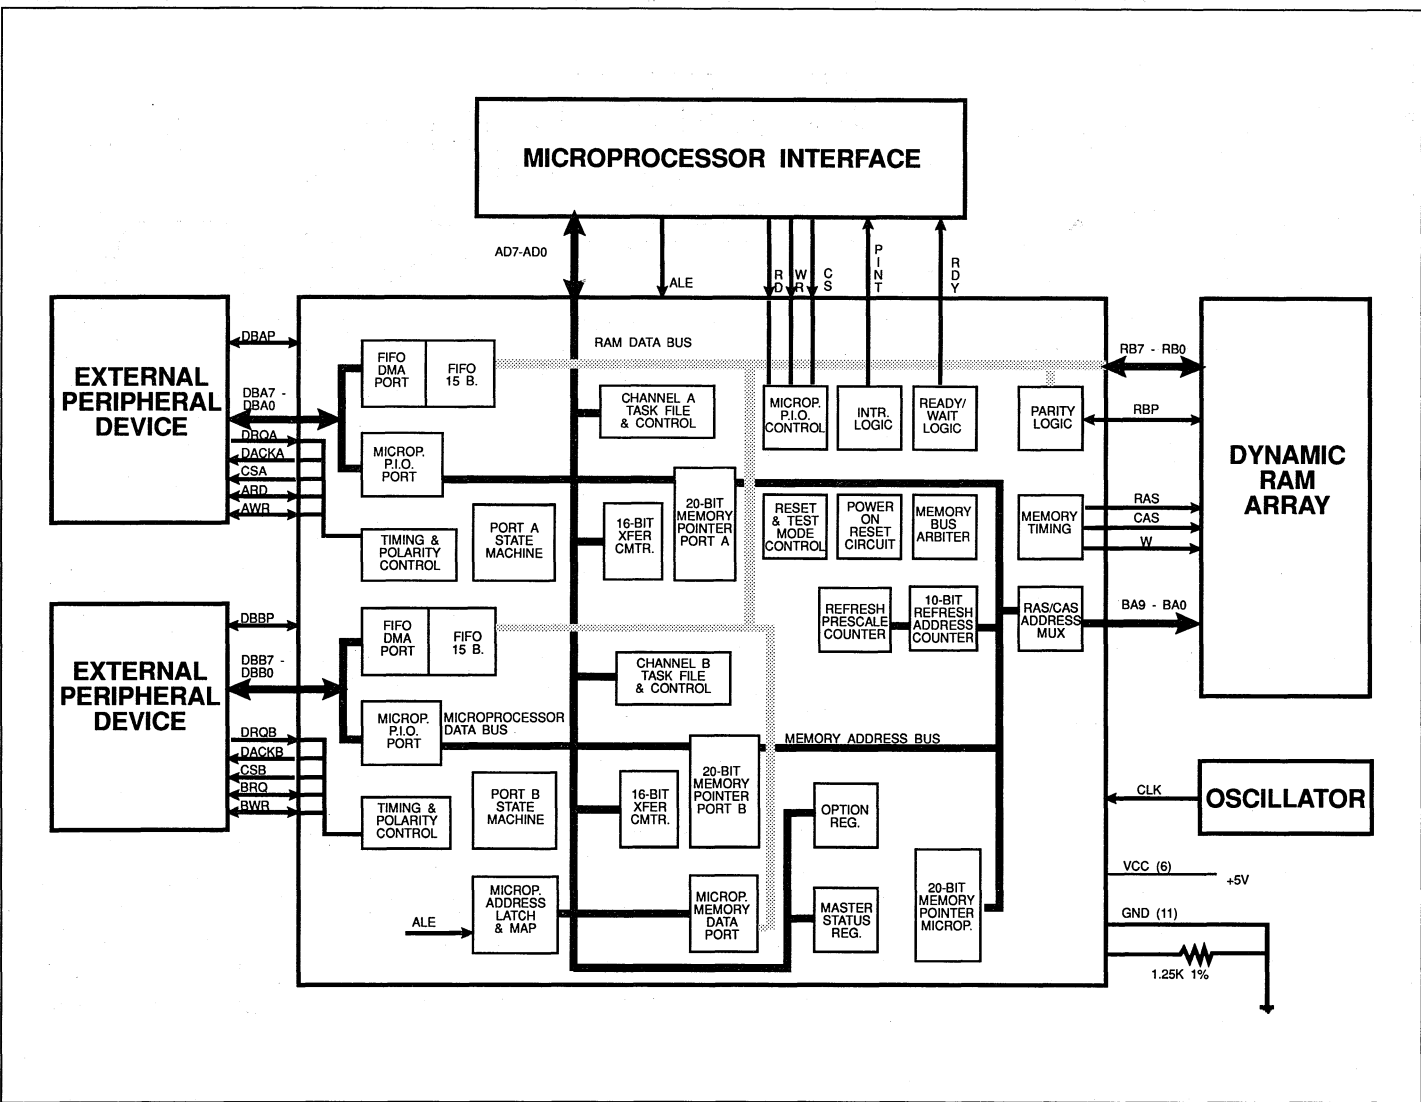 MICROPROCESSOR INTERFACE
AD7-AD0
ALE
RD
WR
CS
PINT
RDY
EXTERNAL
PERIPHERAL
DEVICE
DBAP
DBA7 -
DBA0
DRQA
DACKA
CSA
ARD
AWR
FIFO
DMA
PORT
FIFO
15 B.
RAM DATA BUS
CHANNEL A
TASK FILE
& CONTROL
MICROP.
P.I.O.
CONTROL
INTR.
LOGIC
READY/
WAIT
LOGIC
PARITY
LOGIC
RB7 - RB0
RBP
DYNAMIC
RAM
ARRAY
MICROP.
P.I.O.
PORT
TIMING &
POLARITY
CONTROL
PORT A
STATE
MACHINE
16-BIT
XFER
CMTR.
20-BIT
MEMORY
POINTER
PORT A
RESET
& TEST
MODE
CONTROL
POWER
ON
RESET
CIRCUIT
MEMORY
BUS
ARBITER
MEMORY
TIMING
RAS
CAS
W
REFRESH
PRESCALE
COUNTER
10-BIT
REFRESH
ADDRESS
COUNTER
RAS/CAS
ADDRESS
MUX
BA9 - BA0
EXTERNAL
PERIPHERAL
DEVICE
DBBP
DBB7 -
DBB0
DRQB
DACKB
CSB
BRQ
BWR
FIFO
DMA
PORT
FIFO
15 B.
CHANNEL B
TASK FILE
& CONTROL
MICROP.
P.I.O.
PORT
MICROPROCESSOR
DATA BUS
MEMORY ADDRESS BUS
TIMING &
POLARITY
CONTROL
PORT B
STATE
MACHINE
16-BIT
XFER
CMTR.
20-BIT
MEMORY
POINTER
PORT B
OPTION
REG.
CLK
OSCILLATOR
ALE
MICROP.
ADDRESS
LATCH
& MAP
MICROP.
MEMORY
DATA
PORT
MASTER
STATUS
REG.
20-BIT
MEMORY
POINTER
MICROP.
VCC (6)
+5V
GND (11)
1.25K 1%